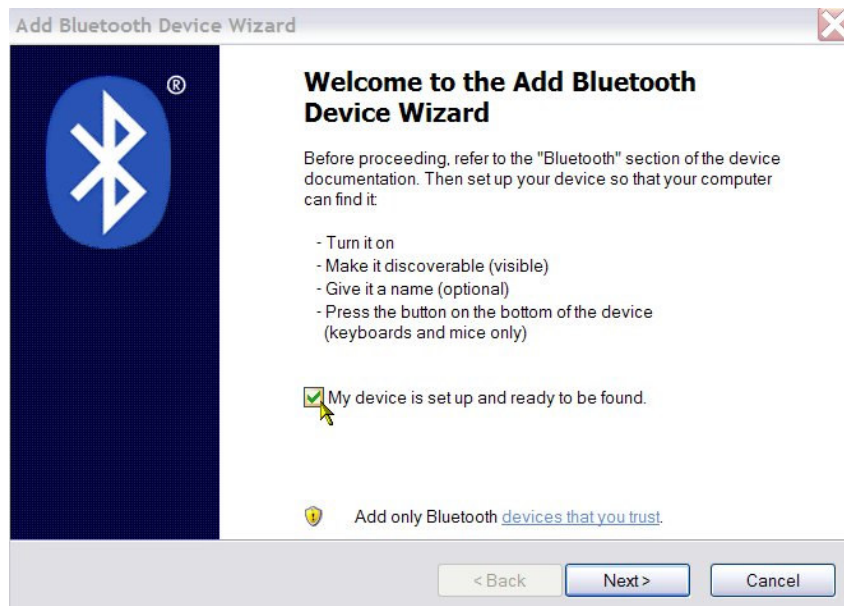 Add Bluetooth Device Wizard
®
Welcome to the Add Bluetooth
Device Wizard
Before proceeding, refer to the "Bluetooth" section of the device
documentation. Then set up your device so that your computer
can find it:
- Turn it on
- Make it discoverable (visible)
- Give it a name (optional)
- Press the button on the bottom of the device
(keyboards and mice only)
My device is set up and ready to be found.
Add only Bluetooth devices that you trust.
< Back Next > Cancel